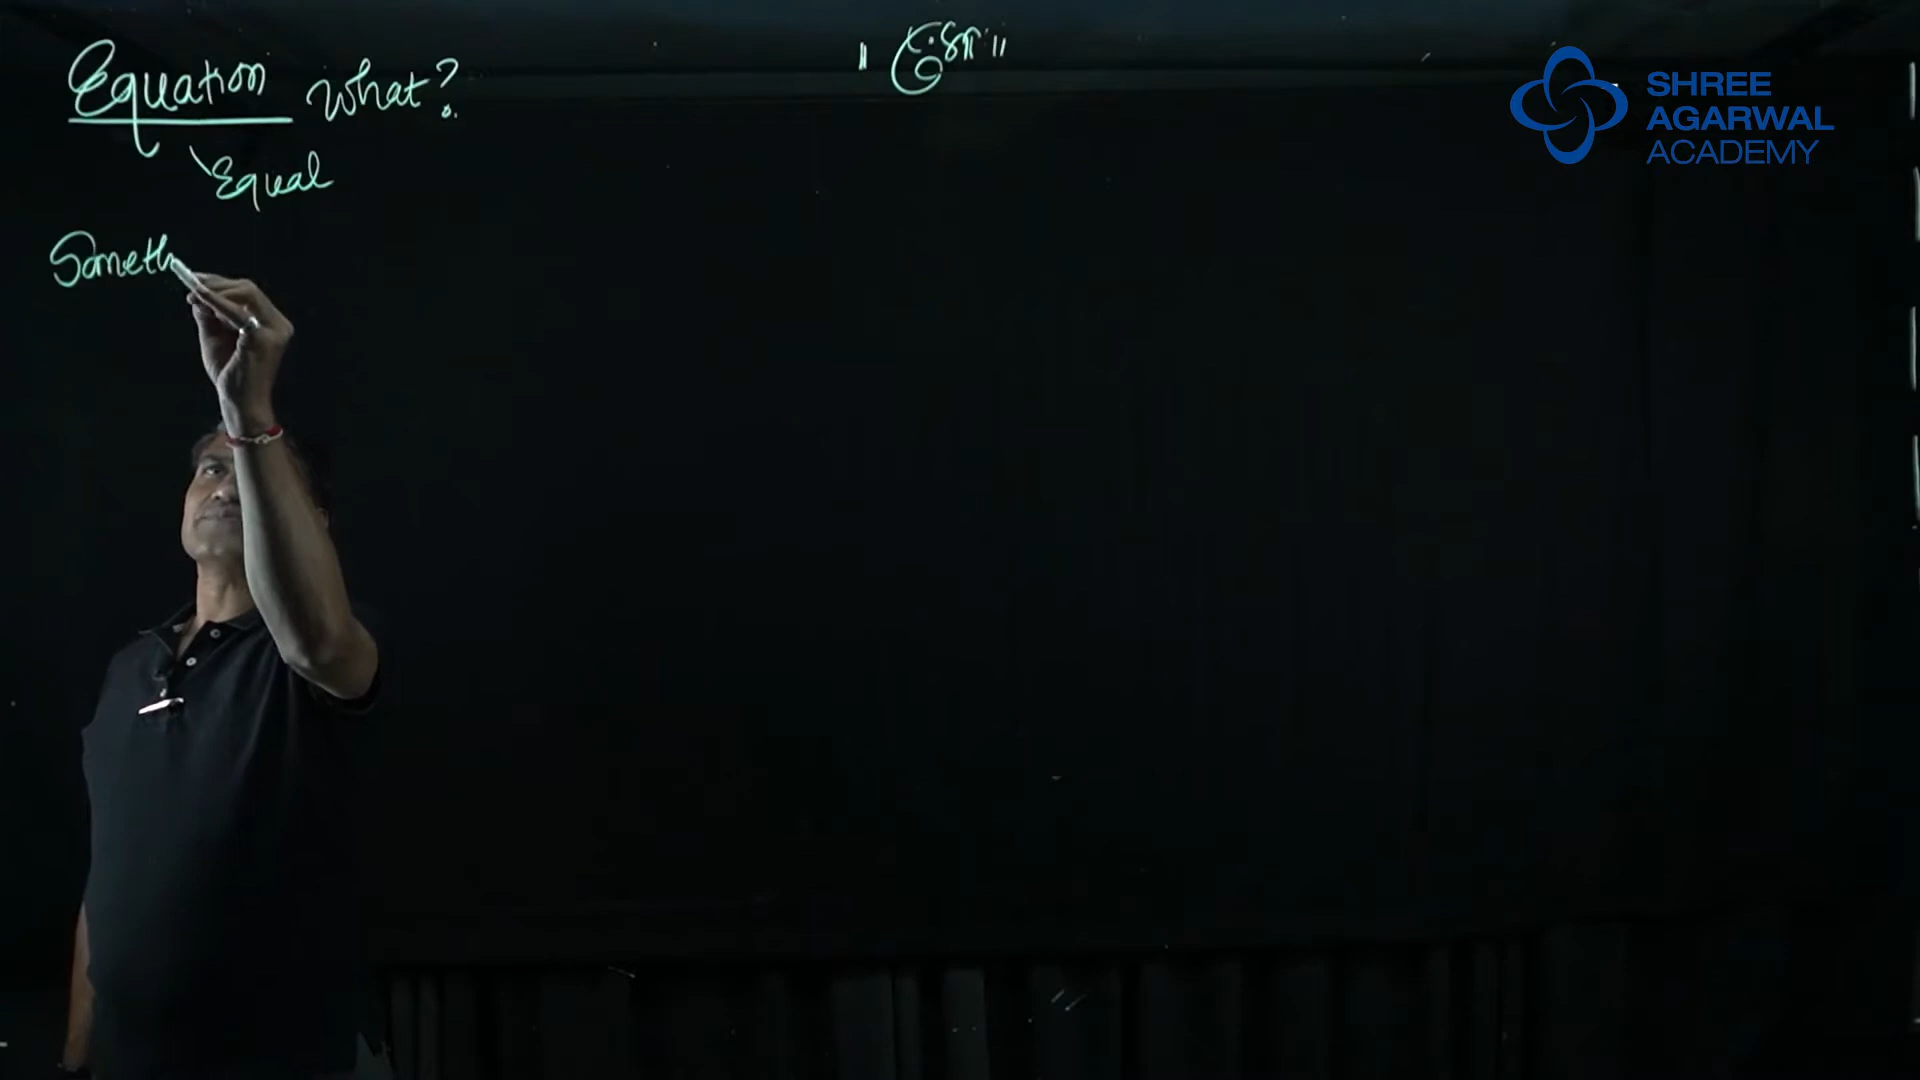 Equation What?
Equal
Someth
SHREE
AGARWAL
ACADEMY